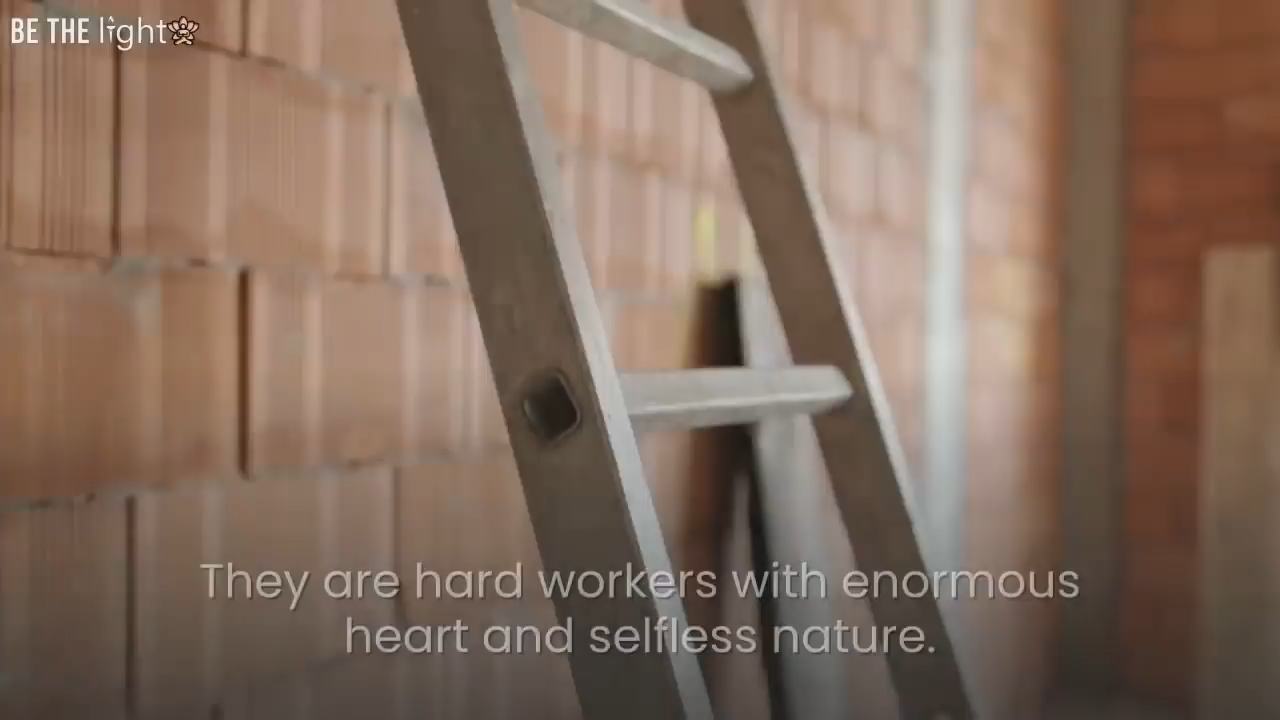 BE THE light
They are hard workers with enormous
heart and selfless nature.